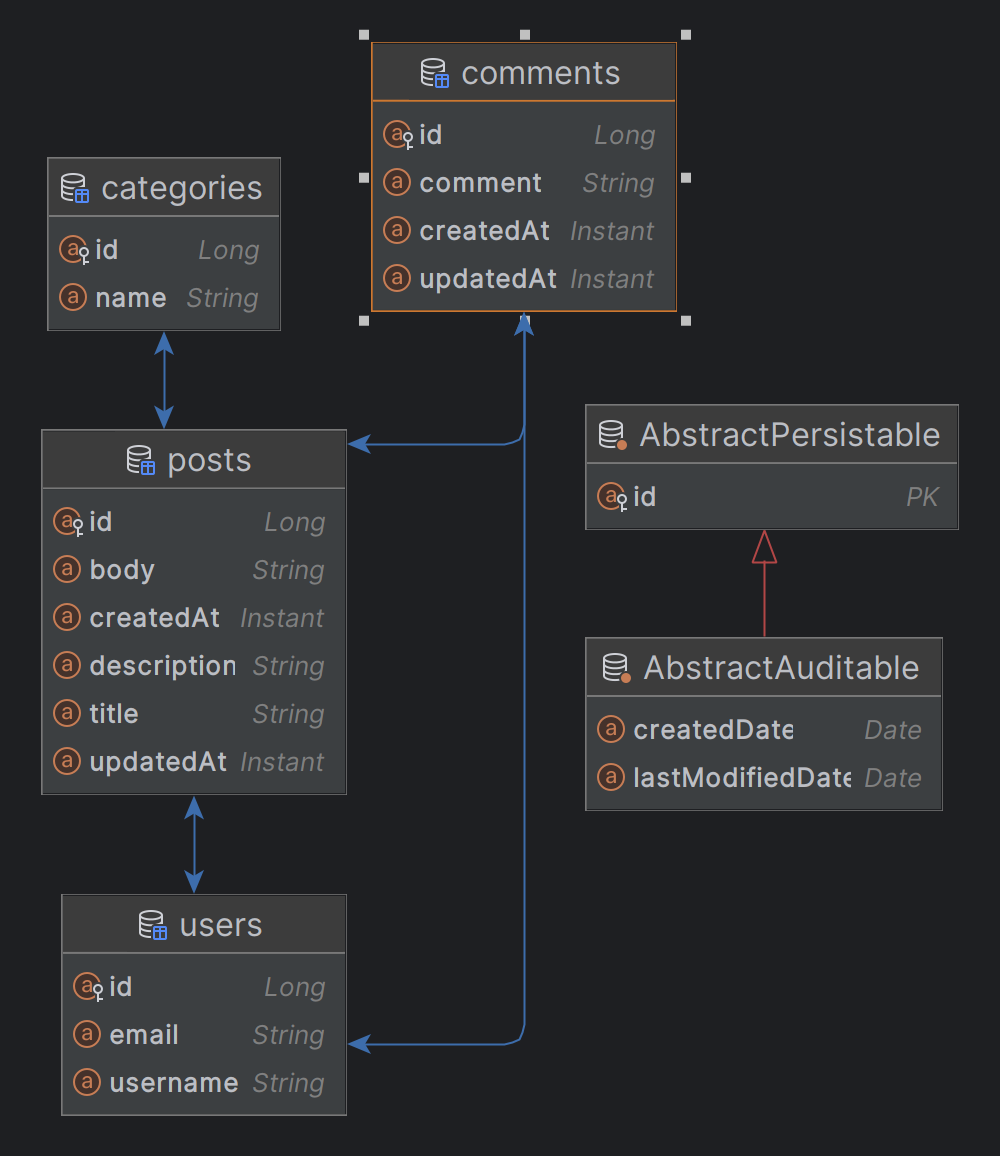 comments
id Long
comment String
createdAt Instant
updatedAt Instant
categories
id Long
name String
posts
id Long
body String
createdAt Instant
description String
title String
updatedAt Instant
users
id Long
email String
username String
AbstractPersistable
id PK
AbstractAuditable
createdDate Date
lastModifiedDate Date